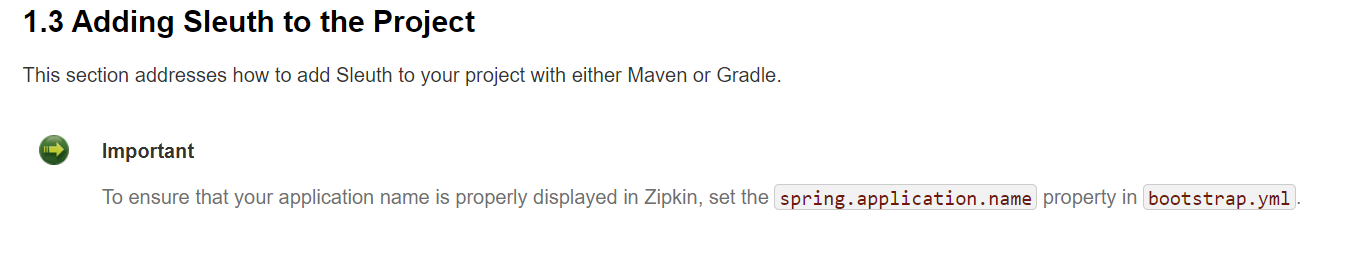 1.3 Adding Sleuth to the Project
This section addresses how to add Sleuth to your project with either Maven or Gradle.
Important
To ensure that your application name is properly displayed in Zipkin, set the spring.application.name property in bootstrap.yml.